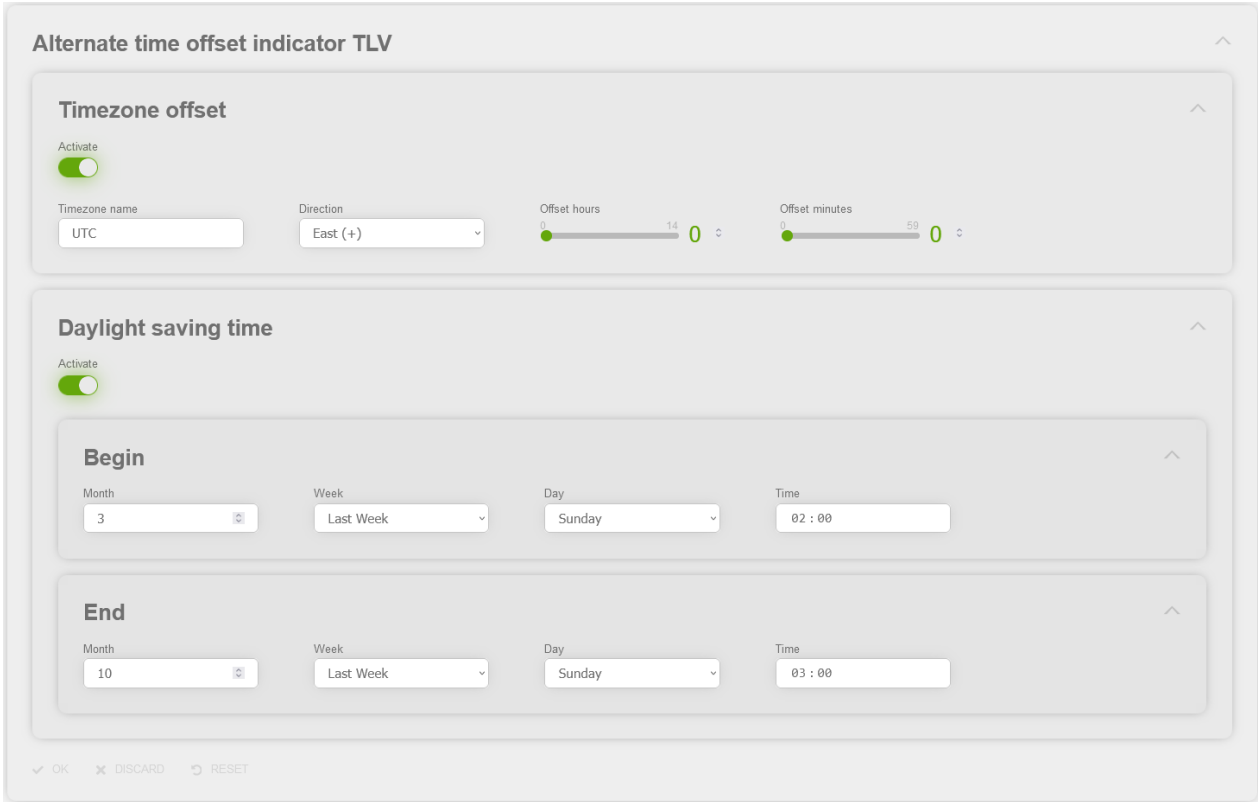 Alternate time offset indicator TLV
Timezone offset
Activate
Timezone name Direction Offset hours Offset minutes
0 14 0 59
UTC East (+) 0 0
Daylight saving time
Activate
Begin
Month Week Day Time
3 Last Week Sunday 02:00
End
Month Week Day Time
10 Last Week Sunday 03:00
OK DISCARD RESET